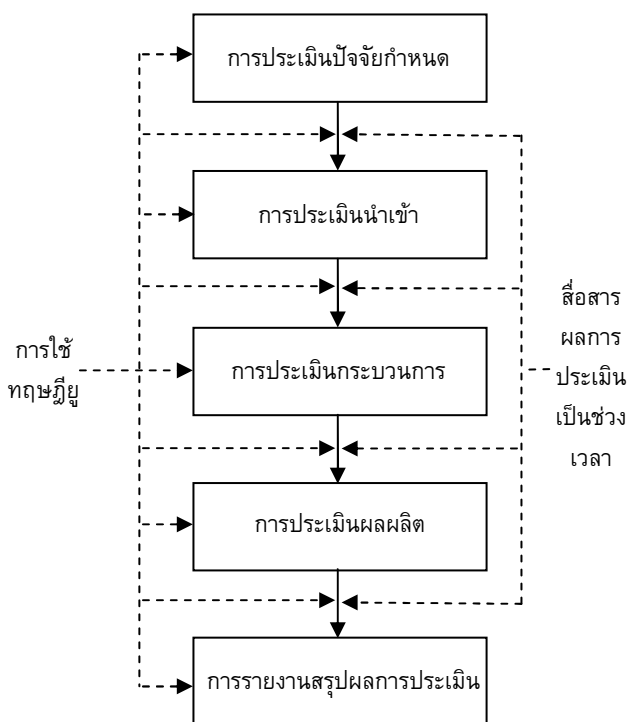 การประเมินปัจจัยกำหนด
การประเมินนำเข้า
การใช้
ทฤษฎียู
การประเมินกระบวนการ
สื่อสาร
ผลการ
ประเมิน
เป็นช่วง
เวลา
การประเมินผลผลิต
การรายงานสรุปผลการประเมิน